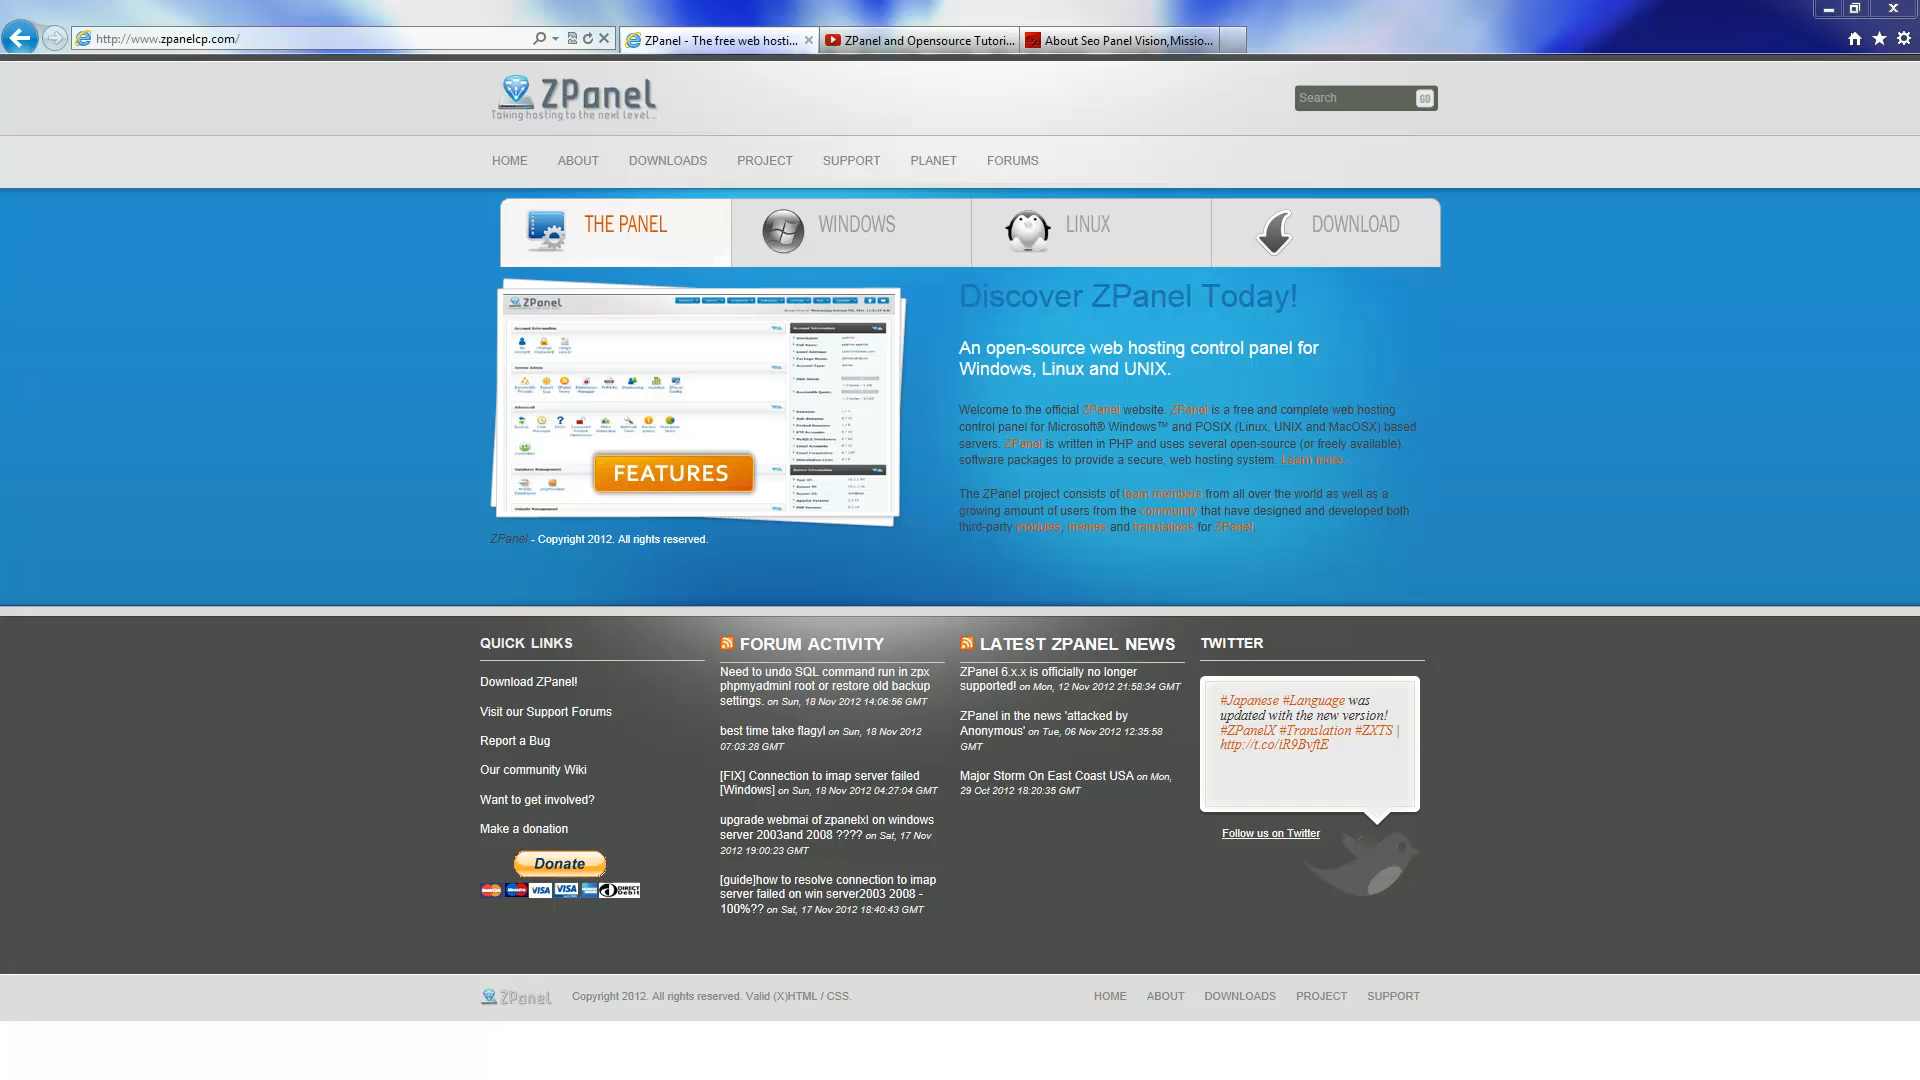 http://www.zpanelcp.com/
ZPanel - The free web hosti...
ZPanel and Opensource Tutori...
About Seo Panel Vision,Missio...
ZPanel
Taking hosting to the next level...
Search
GO
HOME
ABOUT
DOWNLOADS
PROJECT
SUPPORT
PLANET
FORUMS
THE PANEL
WINDOWS
LINUX
DOWNLOAD
ZPanel
FEATURES
ZPanel - Copyright 2012. All rights reserved.
Discover ZPanel Today!
An open-source web hosting control panel for
Windows, Linux and UNIX.
Welcome to the official ZPanel website. ZPanel is a free and complete web hosting
control panel for Microsoft® Windows™ and POSIX (Linux, UNIX and MacOSX) based
servers. ZPanel is written in PHP and uses several open-source (or freely available)
software packages to provide a secure, web hosting system. Learn more...
The ZPanel project consists of team members from all over the world as well as a
growing amount of users from the community that have designed and developed both
third-party modules, themes and translations for ZPanel.
QUICK LINKS
Download ZPanel!
Visit our Support Forums
Report a Bug
Our community Wiki
Want to get involved?
Make a donation
Donate
FORUM ACTIVITY
Need to undo SQL command run in zpx
phpmyadminl root or restore old backup
settings. on Sun, 18 Nov 2012 14:06:56 GMT
best time take flagyl on Sun, 18 Nov 2012
07:03:28 GMT
[FIX] Connection to imap server failed
[Windows] on Sun, 18 Nov 2012 04:27:04 GMT
upgrade webmai of zpanelxl on windows
server 2003and 2008 ???? on Sat, 17 Nov
2012 19:00:23 GMT
[guide]how to resolve connection to imap
server failed on win server2003 2008 -
100%?? on Sat, 17 Nov 2012 18:40:43 GMT
LATEST ZPANEL NEWS
ZPanel 6.x.x is officially no longer
supported! on Mon, 12 Nov 2012 21:58:34 GMT
ZPanel in the news 'attacked by
Anonymous' on Tue, 06 Nov 2012 12:35:58
GMT
Major Storm On East Coast USA on Mon,
29 Oct 2012 18:20:35 GMT
TWITTER
#Japanese #Language was
updated with the new version!
#ZPanelX #Translation #ZXTS |
http://t.co/iR9BvftE
Follow us on Twitter
ZPanel
Copyright 2012. All rights reserved. Valid (X)HTML / CSS.
HOME
ABOUT
DOWNLOADS
PROJECT
SUPPORT